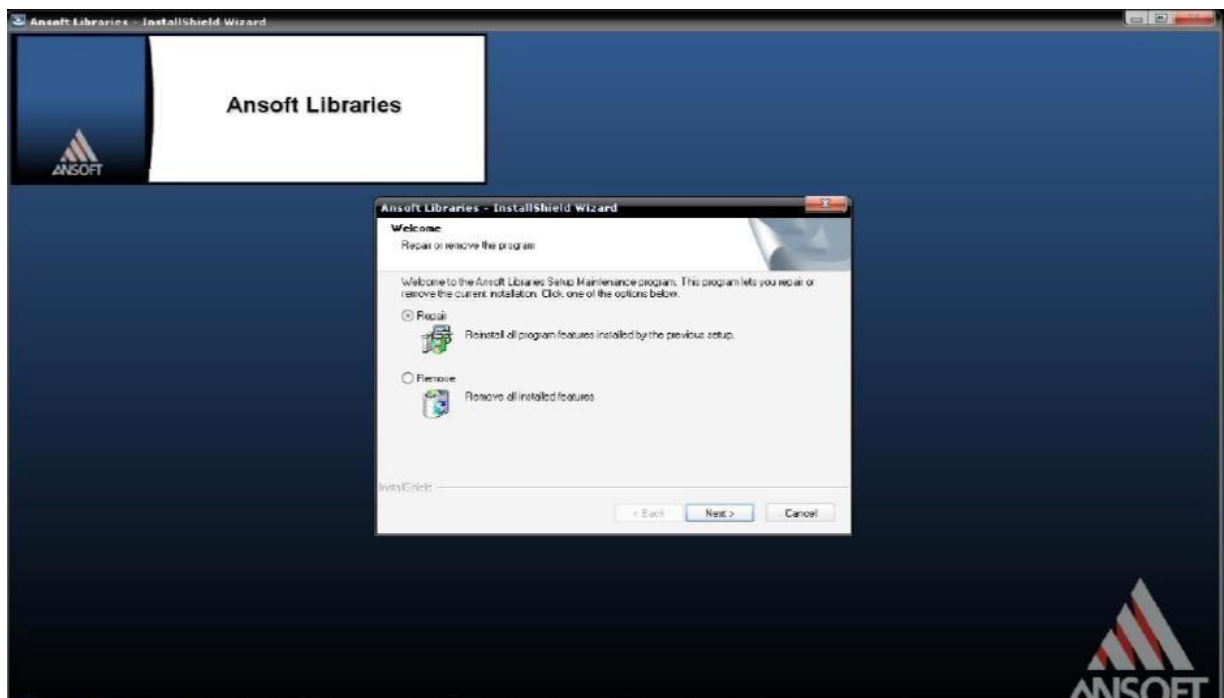 Ansoft Libraries - InstallShield Wizard
Ansoft Libraries
ANSOFT
Ansoft Libraries - InstallShield Wizard
Welcome
Repair or remove the program
Welcome to the Ansoft Libraries Setup Maintenance program. This program lets you repair or
remove the current installation. Click one of the options below.
Repair
Reinstall all program features installed by the previous setup.
Remove
Remove all installed features
InstallShield
< Back Next > Cancel
ANSOFT